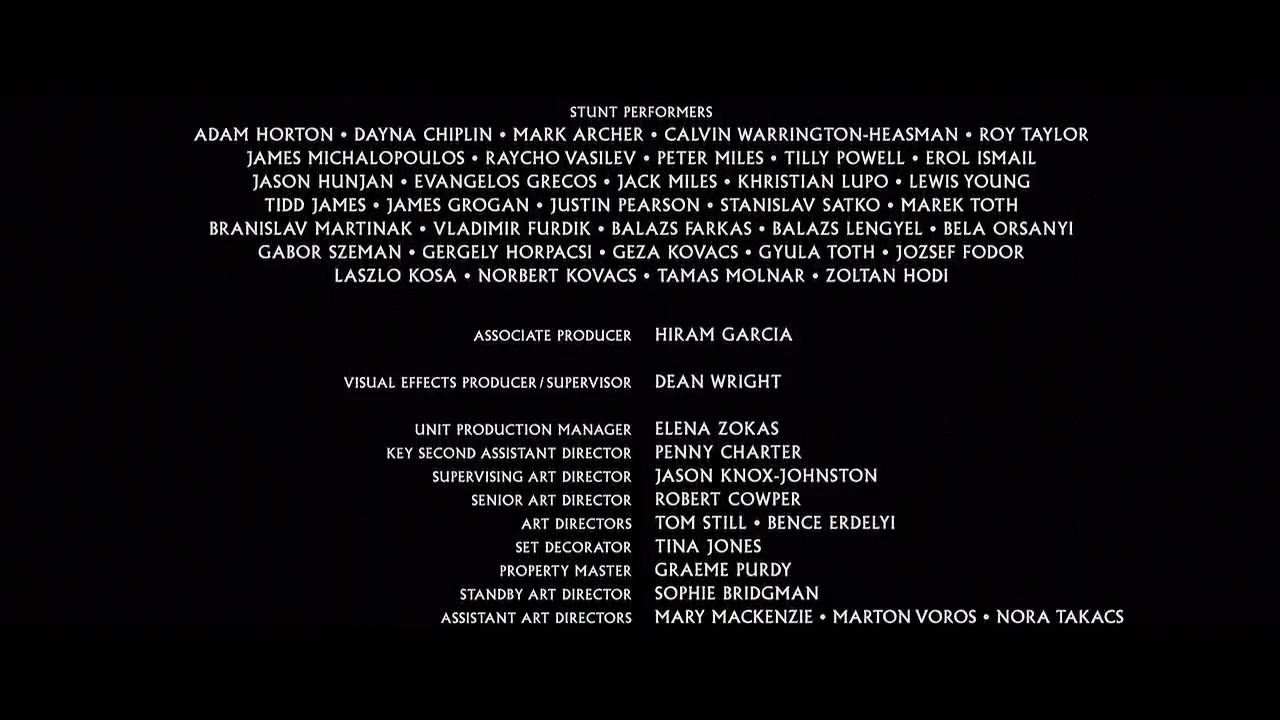 STUNT PERFORMERS
ADAM HORTON • DAYNA CHIPLIN • MARK ARCHER • CALVIN WARRINGTON-HEASMAN • ROY TAYLOR
JAMES MICHALOPOULOS • RAYCHO VASILEV • PETER MILES • TILLY POWELL • EROL ISMAIL
JASON HUNJAN • EVANGELOS GRECOS • JACK MILES • KHRISTIAN LUPO • LEWIS YOUNG
TIDD JAMES • JAMES GROGAN • JUSTIN PEARSON • STANISLAV SATKO • MAREK TOTH
BRANISLAV MARTINAK • VLADIMIR FURDIK • BALAZS FARKAS • BALAZS LENGYEL • BELA ORSANYI
GABOR SZEMAN • GERGELY HORPACSI • GEZA KOVACS • GYULA TOTH • JOZSEF FODOR
LASZLO KOSA • NORBERT KOVACS • TAMAS MOLNAR • ZOLTAN HODI
ASSOCIATE PRODUCER HIRAM GARCIA
VISUAL EFFECTS PRODUCER / SUPERVISOR DEAN WRIGHT
UNIT PRODUCTION MANAGER ELENA ZOKAS
KEY SECOND ASSISTANT DIRECTOR PENNY CHARTER
SUPERVISING ART DIRECTOR JASON KNOX-JOHNSTON
SENIOR ART DIRECTOR ROBERT COWPER
ART DIRECTORS TOM STILL • BENCE ERDELYI
SET DECORATOR TINA JONES
PROPERTY MASTER GRAEME PURDY
STANDBY ART DIRECTOR SOPHIE BRIDGMAN
ASSISTANT ART DIRECTORS MARY MACKENZIE • MARTON VOROS • NORA TAKACS